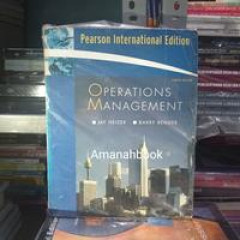 Pearson International Edition
OPERATIONS
MANAGEMENT
JAY HEIZER • BARRY RENDER
Amanahbook